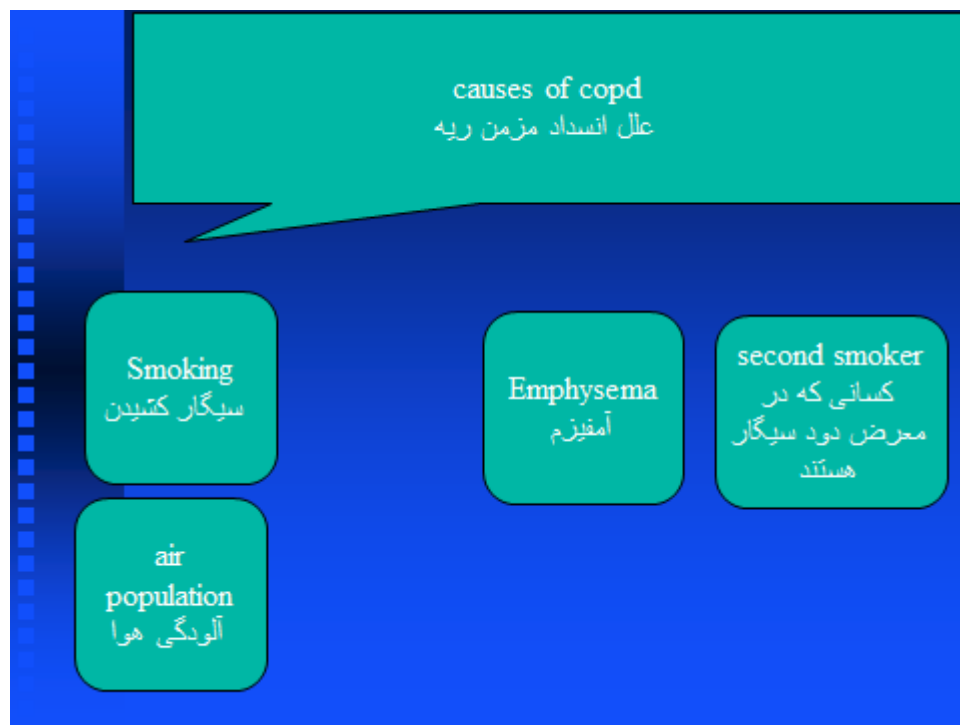 causes of copd
علل انسداد مزمن ریه
Smoking
سیگار کشیدن
Emphysema
آمفیزم
second smoker
کسانی که در
معرض دود سیگار
هستند
air
population
آلودگی هوا